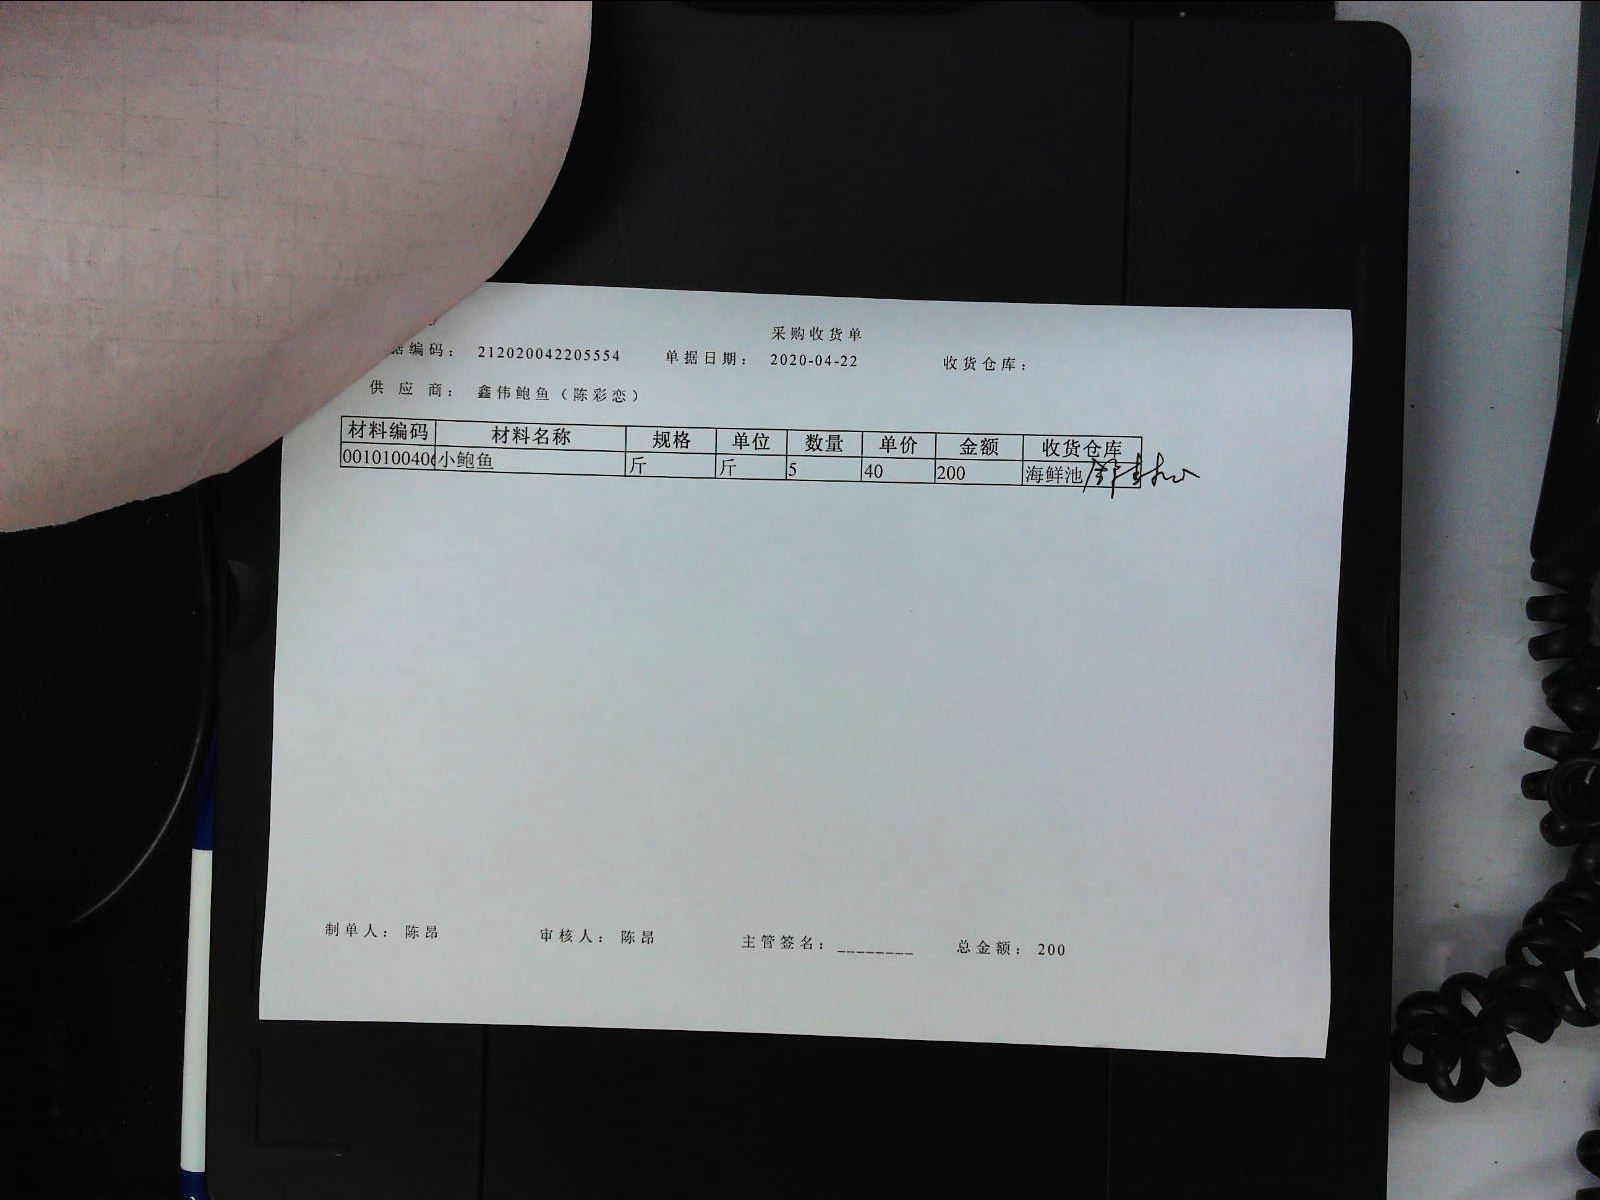 采购收货单
据编码： 212020042205554 单据日期： 2020-04-22 收货仓库：
供 应 商： 鑫伟鲍鱼（陈彩恋）
材料编码 材料名称 规格 单位 数量 单价 金额 收货仓库
0010100406 小鲍鱼 斤 斤 5 40 200 海鲜池
制单人： 陈昂 审核人： 陈昂 主管签名：________ 总金额： 200